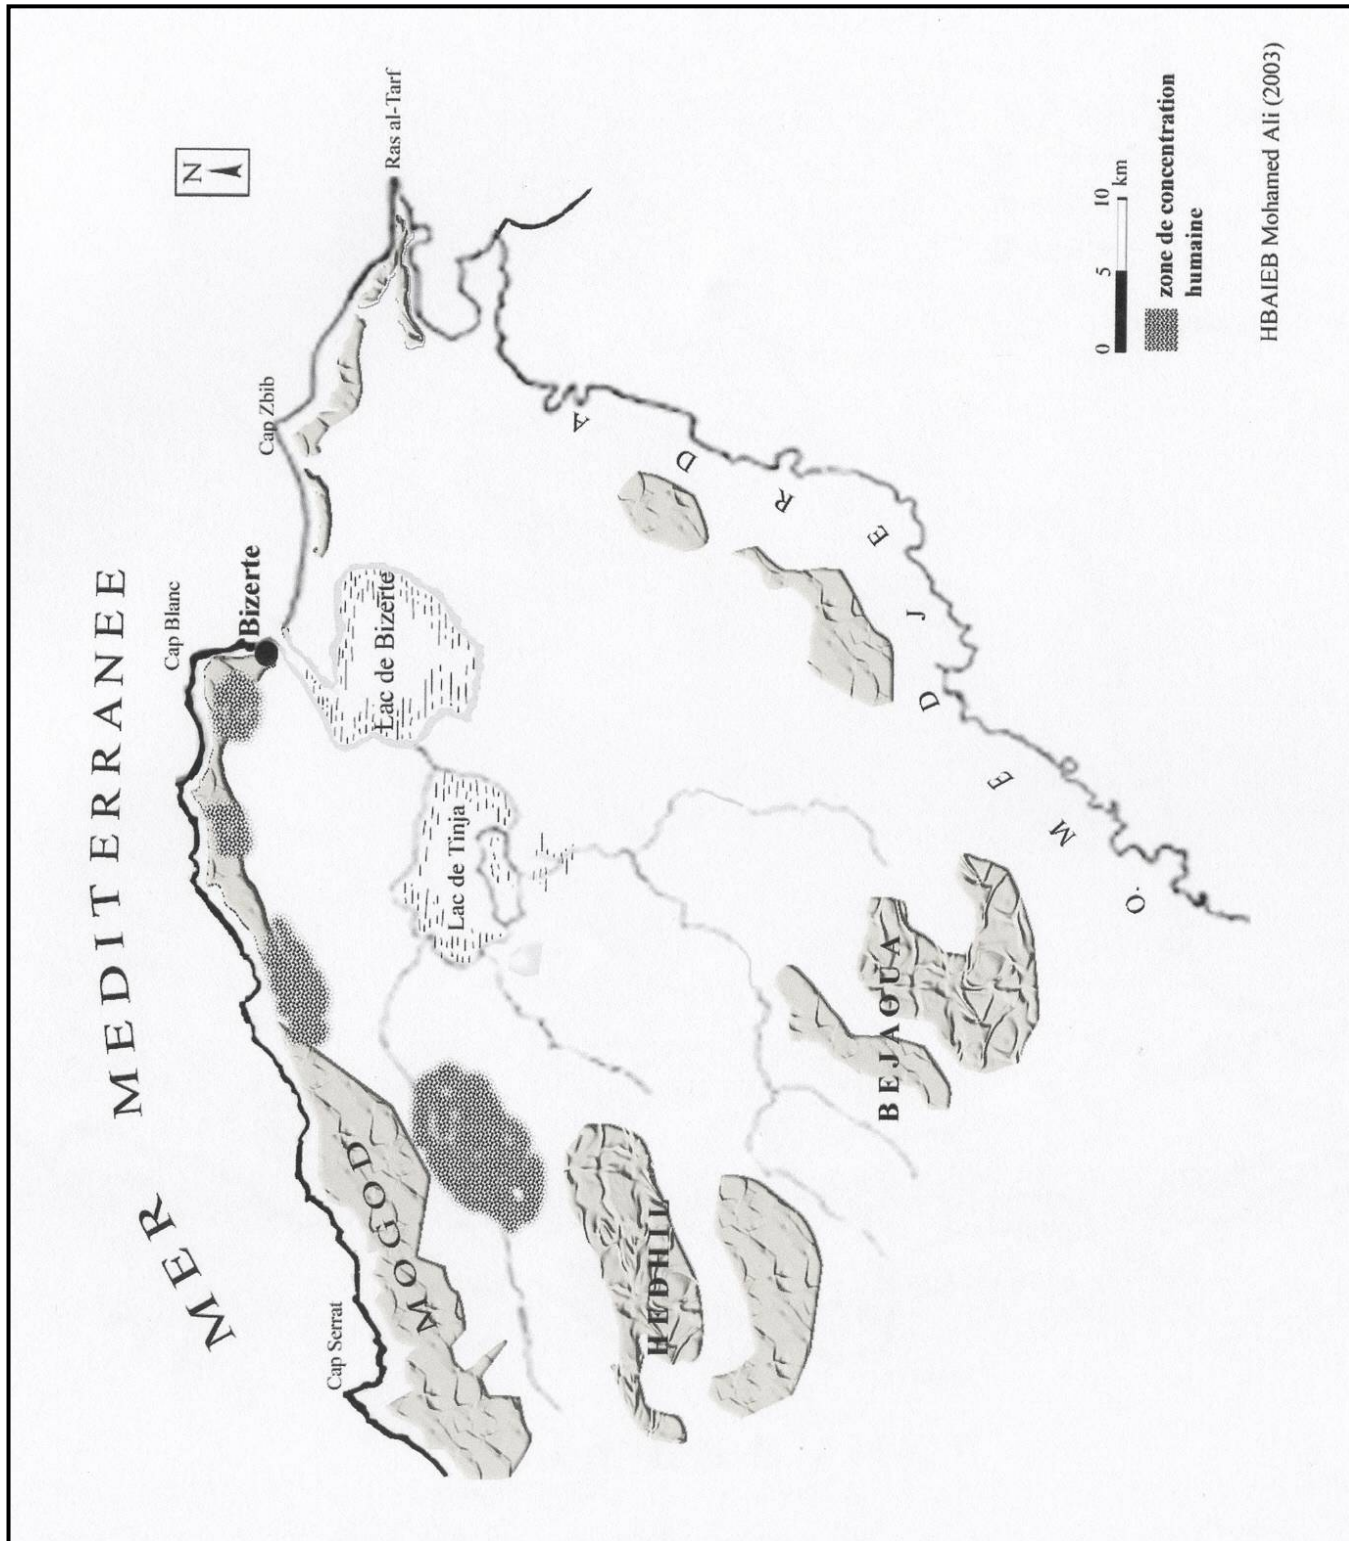 MER MEDITERRANEE
N
Cap Serrat
Cap Blanc
Bizerte
Cap Zbib
Ras al-Tarf
MOGOD
Lac de Tinja
Lac de Bizerte
HEDHIL
BEJAOUA
O. MEDJERDA
0 5 10
km
zone de concentration
humaine
HBAIEB Mohamed Ali (2003)